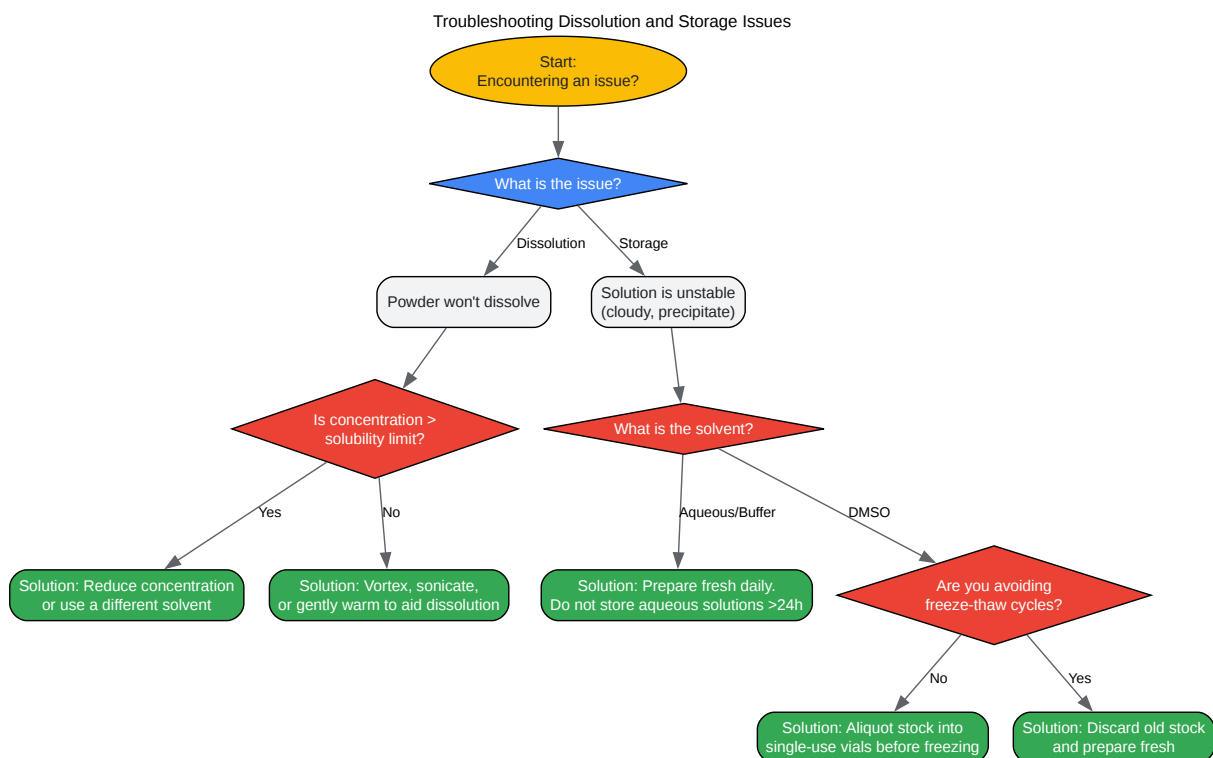 Troubleshooting Dissolution and Storage Issues
Start:
Encountering an issue?
What is the issue?
Dissolution
Storage
Powder won't dissolve
Solution is unstable
(cloudy, precipitate)
Is concentration >
solubility limit?
What is the solvent?
Yes
No
Aqueous/Buffer
DMSO
Solution: Reduce concentration
or use a different solvent
Solution: Vortex, sonicate,
or gently warm to aid dissolution
Solution: Prepare fresh daily.
Do not store aqueous solutions >24h
Are you avoiding
freeze-thaw cycles?
No
Yes
Solution: Aliquot stock into
single-use vials before freezing
Solution: Discard old stock
and prepare fresh